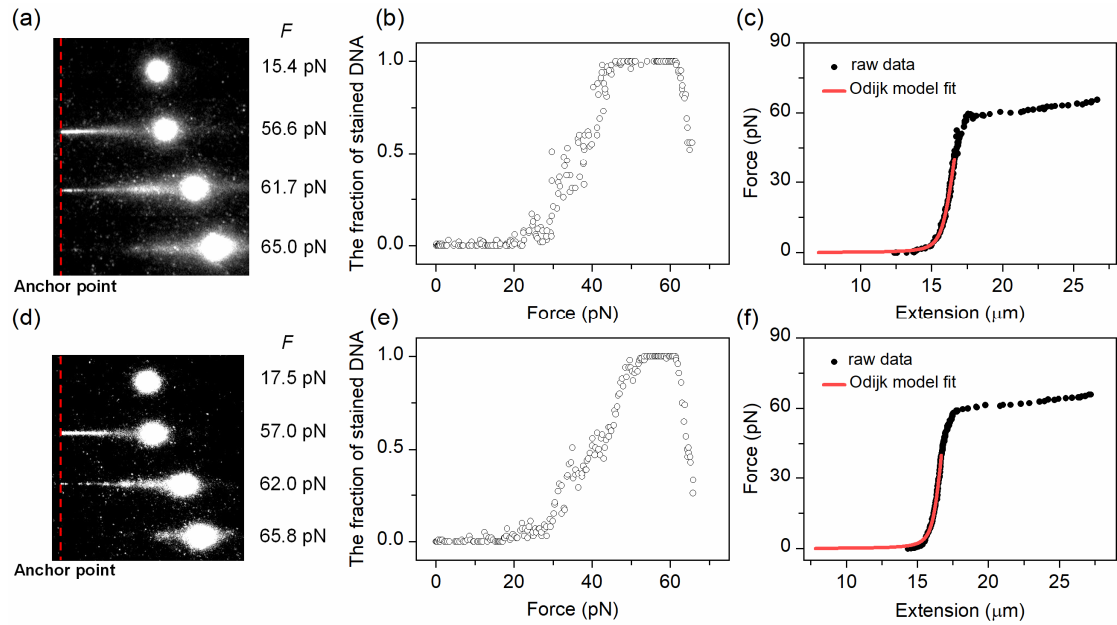 (a)
F
15.4 pN
56.6 pN
61.7 pN
65.0 pN
Anchor point
(b)
The fraction of stained DNA
1.0
0.5
0.0
0
20
40
60
Force (pN)
(c)
Force (pN)
90
60
30
0
raw data
Odijk model fit
10
15
20
25
Extension (μm)
(d)
F
17.5 pN
57.0 pN
62.0 pN
65.8 pN
Anchor point
(e)
The fraction of stained DNA
1.0
0.5
0.0
0
20
40
60
Force (pN)
(f)
Force (pN)
90
60
30
0
raw data
Odijk model fit
10
15
20
25
Extension (μm)